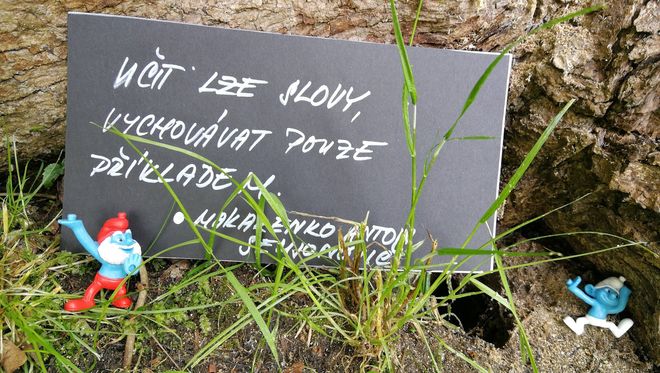 UČIT LZE SLOVY,
VYCHOVÁVAT POUZE
PŘÍKLADEM.
• MAKARENKO ANTON